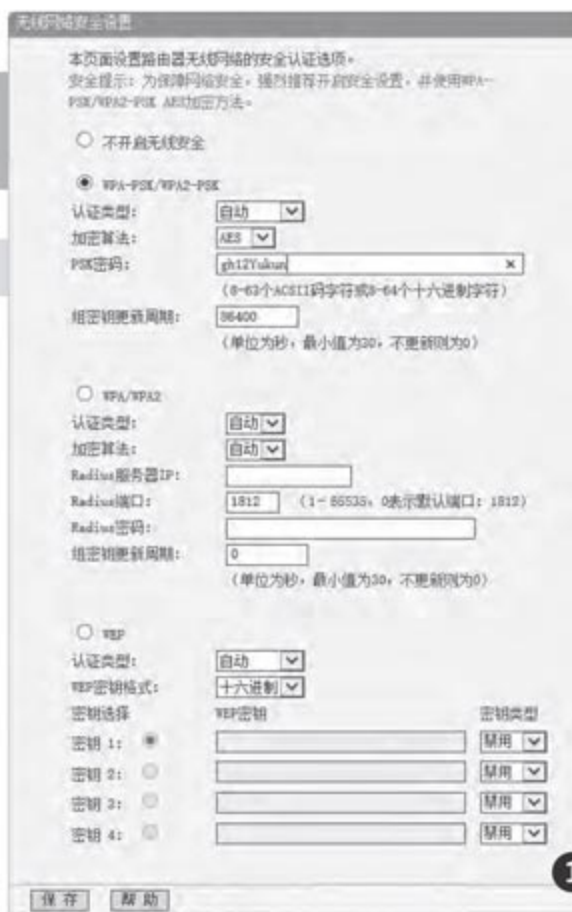 无线网络安全设置
本页面设置路由器无线网络的安全认证选项。
安全提示：为保障网络安全，强烈推荐开启安全设置，并使用WPA-
PSK/WPA2-PSK AES加密方法。
不开启无线安全
WPA-PSK/WPA2-PSK
认证类型： 自动
加密算法： AES
PSK密码： gh12Yukun ×
（8-63个ACSII码字符或8-64个十六进制字符）
组密钥更新周期： 86400
（单位为秒，最小值为30，不更新则为0）
WPA/WPA2
认证类型： 自动
加密算法： 自动
Radius服务器IP：
Radius端口： 1812 （1-65535，0表示默认端口：1812）
Radius密码：
组密钥更新周期： 0
（单位为秒，最小值为30，不更新则为0）
WEP
认证类型： 自动
WEP密钥格式： 十六进制
密钥选择 WEP密钥 密钥类型
密钥 1： 禁用
密钥 2： 禁用
密钥 3： 禁用
密钥 4： 禁用
1
保存 帮助